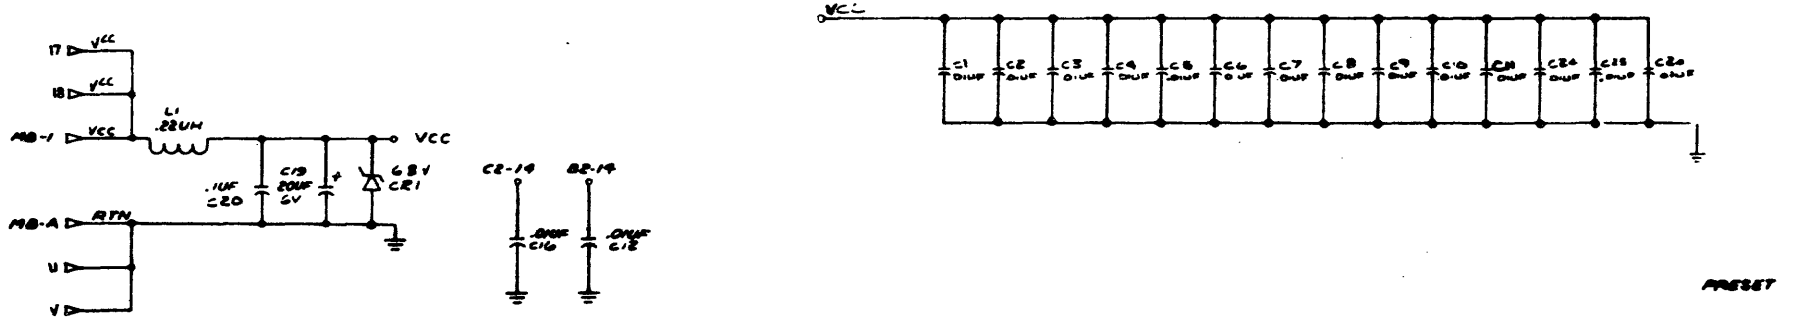 17 VCC
18 VCC
MB-1 VCC
L1
.22UH
VCC
.1UF
C20
C19
20UF
6V
+
6.8V
CR1
MB-A RTN
U
V
C2-14
.01UF
C16
B2-14
.01UF
C12
VCC
C1
.01UF
C2
.01UF
C3
.01UF
C4
.01UF
C5
.01UF
C6
.01UF
C7
.01UF
C8
.01UF
C9
.01UF
C10
.01UF
C11
.01UF
C24
.01UF
C25
.01UF
.01UF
PRESET